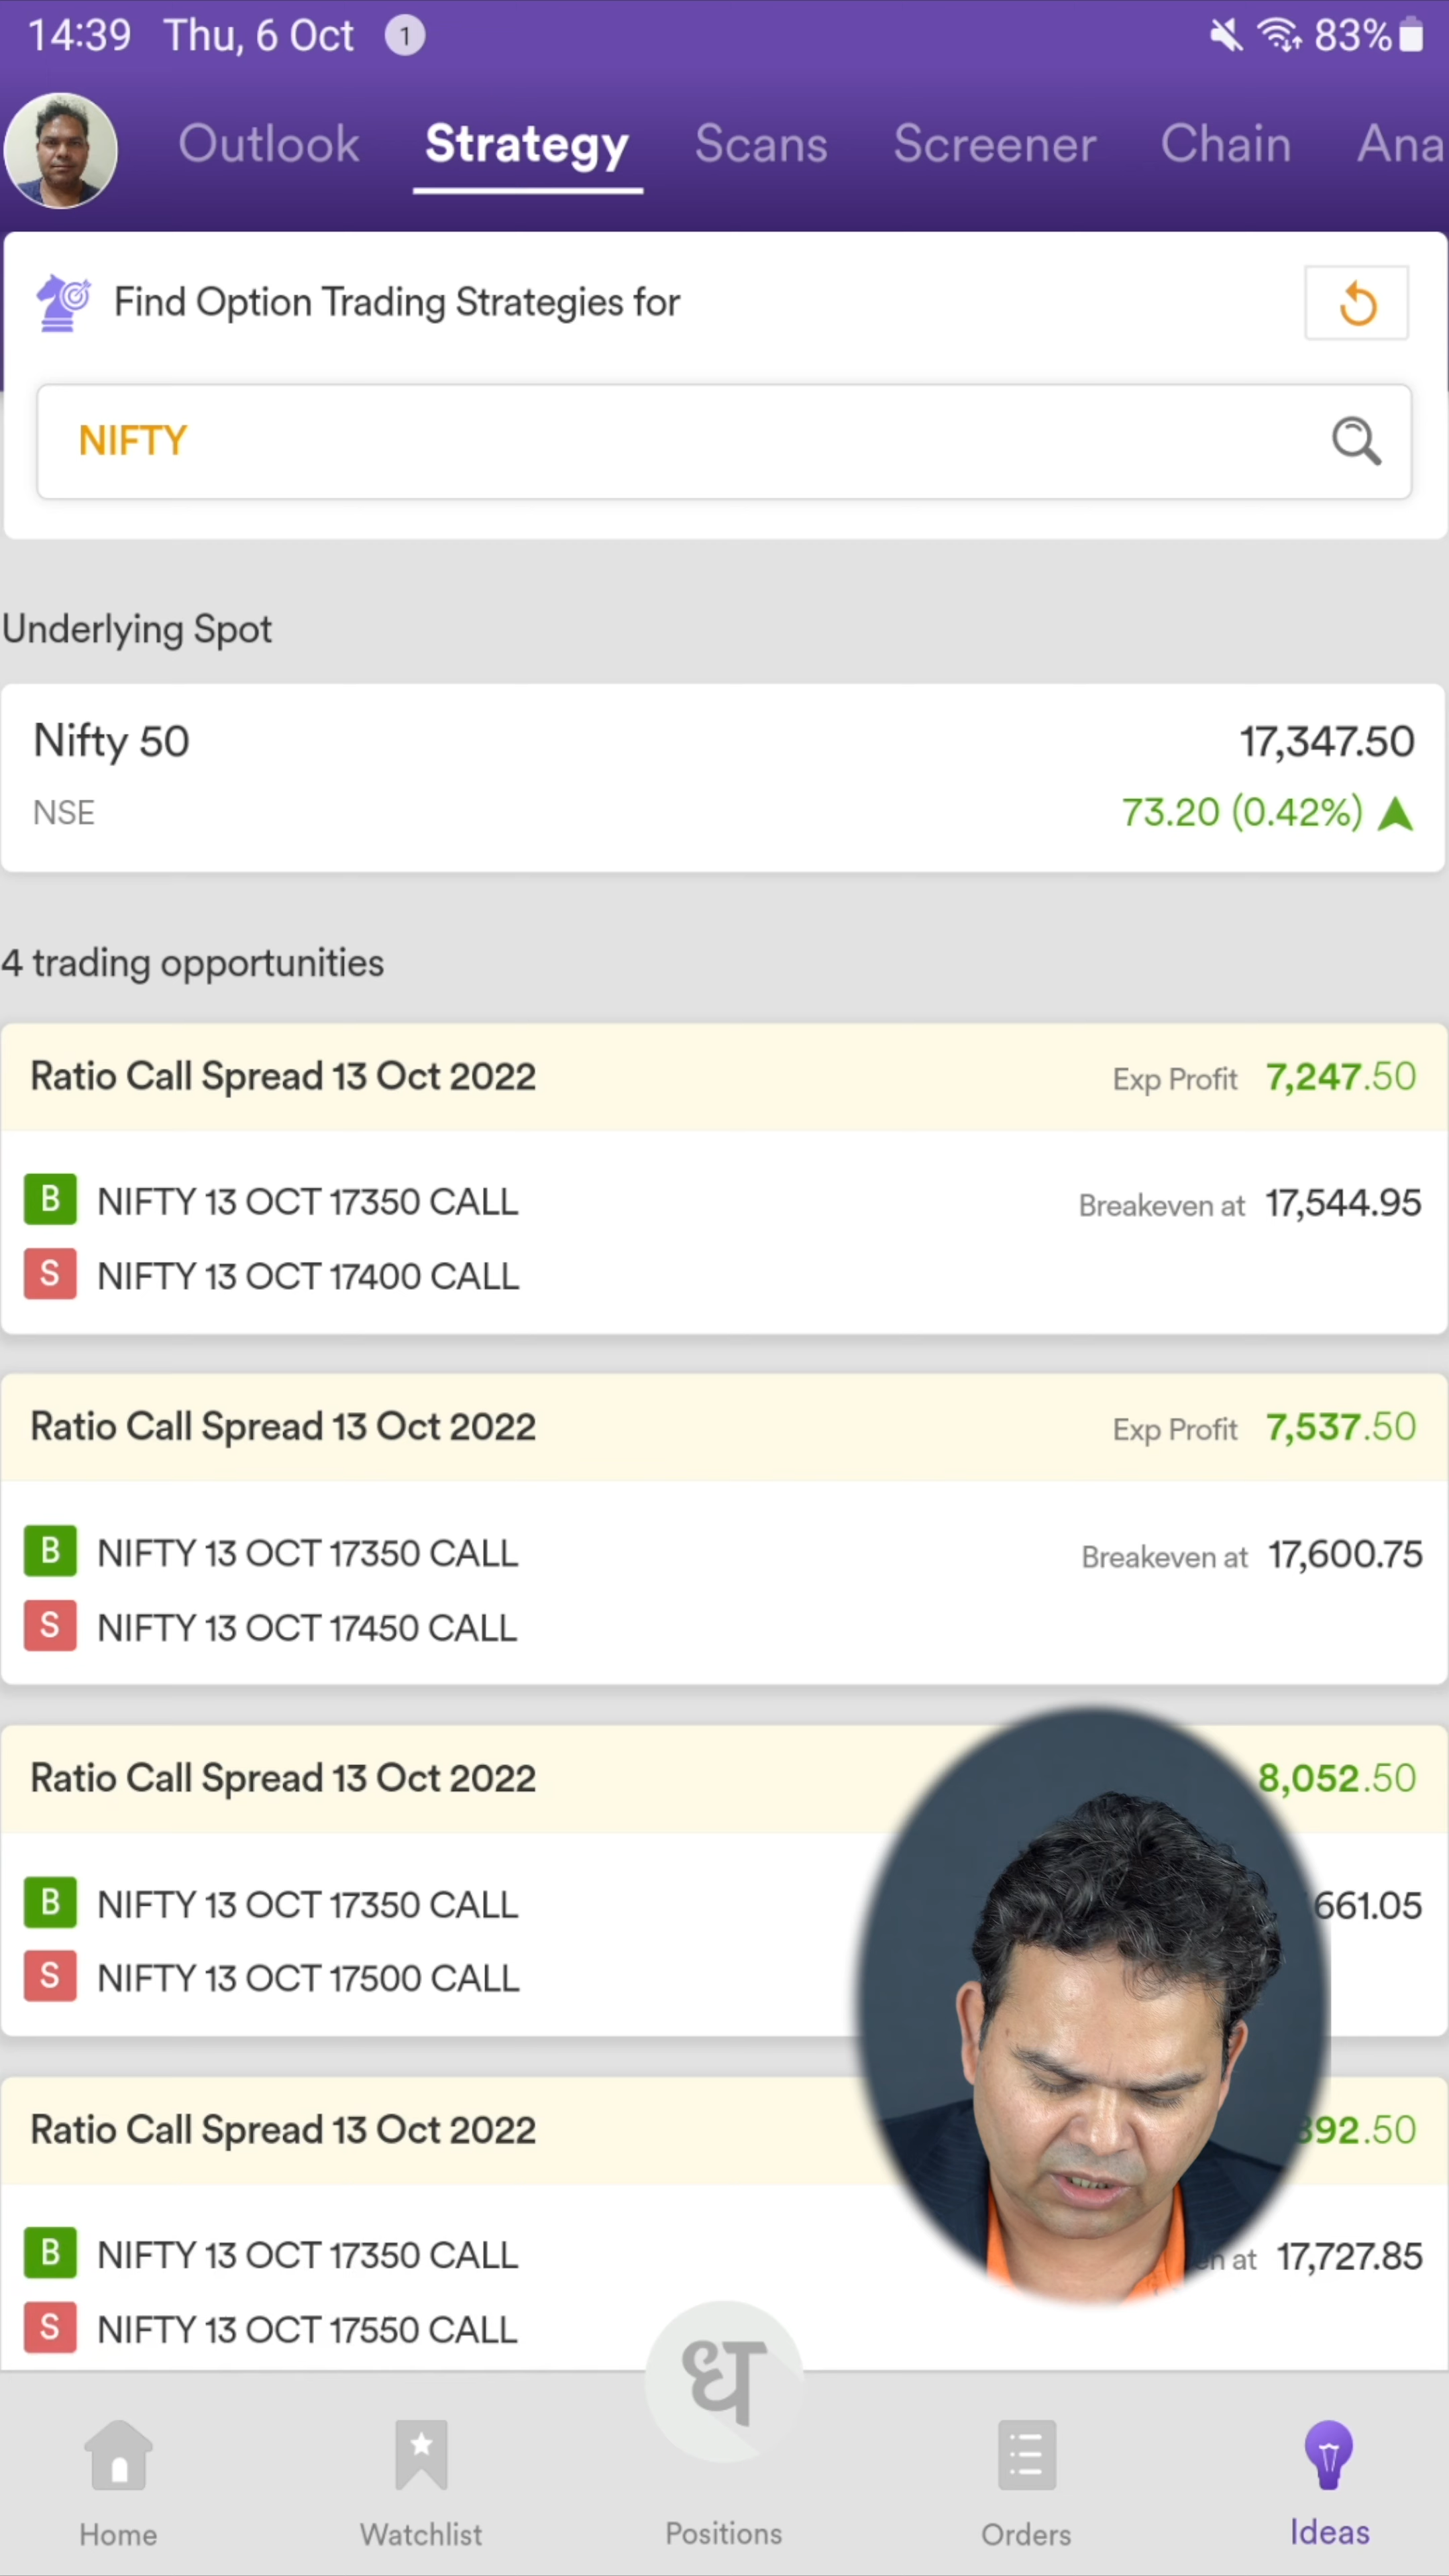 14:39 Thu, 6 Oct 1 83%
Outlook Strategy Scans Screener Chain Ana
Find Option Trading Strategies for
NIFTY
Underlying Spot
Nifty 50 17,347.50
NSE 73.20 (0.42%)
4 trading opportunities
Ratio Call Spread 13 Oct 2022 Exp Profit 7,247.50
B NIFTY 13 OCT 17350 CALL Breakeven at 17,544.95
S NIFTY 13 OCT 17400 CALL
Ratio Call Spread 13 Oct 2022 Exp Profit 7,537.50
B NIFTY 13 OCT 17350 CALL Breakeven at 17,600.75
S NIFTY 13 OCT 17450 CALL
Ratio Call Spread 13 Oct 2022 8,052.50
B NIFTY 13 OCT 17350 CALL 661.05
S NIFTY 13 OCT 17500 CALL
Ratio Call Spread 13 Oct 2022 92.50
B NIFTY 13 OCT 17350 CALL en at 17,727.85
S NIFTY 13 OCT 17550 CALL
ध
Home Watchlist Positions Orders Ideas